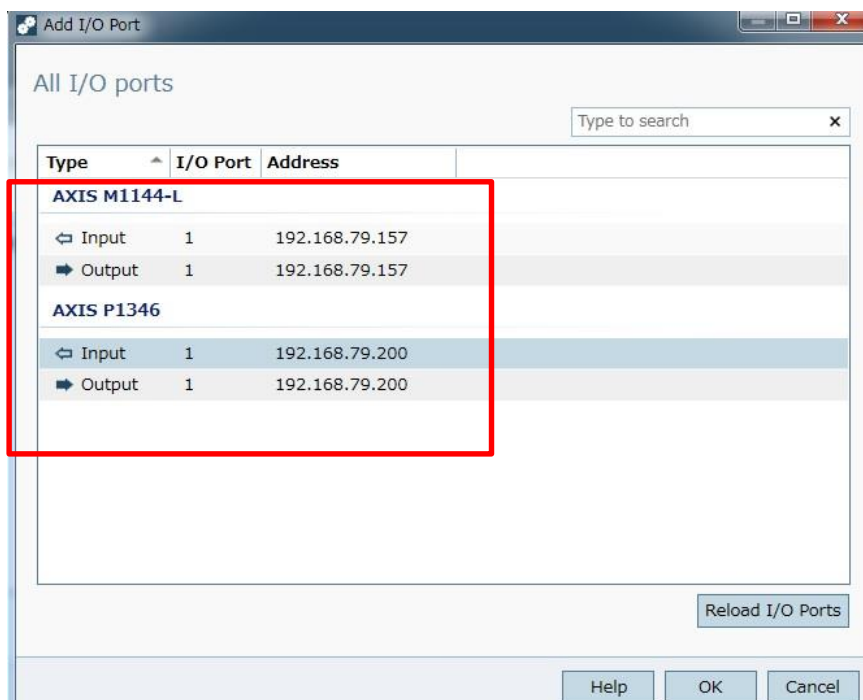 Add I/O Port
All I/O ports
Type to search
Type I/O Port Address
AXIS M1144-L
Input 1 192.168.79.157
Output 1 192.168.79.157
AXIS P1346
Input 1 192.168.79.200
Output 1 192.168.79.200
Reload I/O Ports
Help OK Cancel